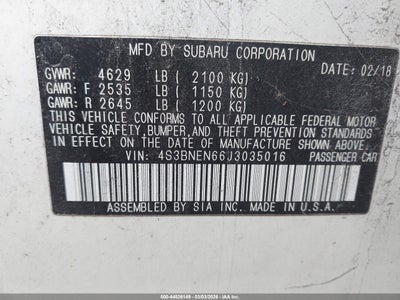 MFD BY SUBARU CORPORATION DATE: 02/18
GVWR: 4629 LB ( 2100 KG)
GAWR: F 2535 LB ( 1150 KG)
GAWR: R 2645 LB ( 1200 KG)
THIS VEHICLE CONFORMS TO ALL APPLICABLE FEDERAL MOTOR
VEHICLE SAFETY, BUMPER, AND THEFT PREVENTION STANDARDS
IN EFFECT ON THE DATE OF MANUFACTURE SHOWN ABOVE.
VIN: 4S3BNEN66J3035016 PASSENGER CAR
ASSEMBLED BY SIA INC. MADE IN U.S.A.